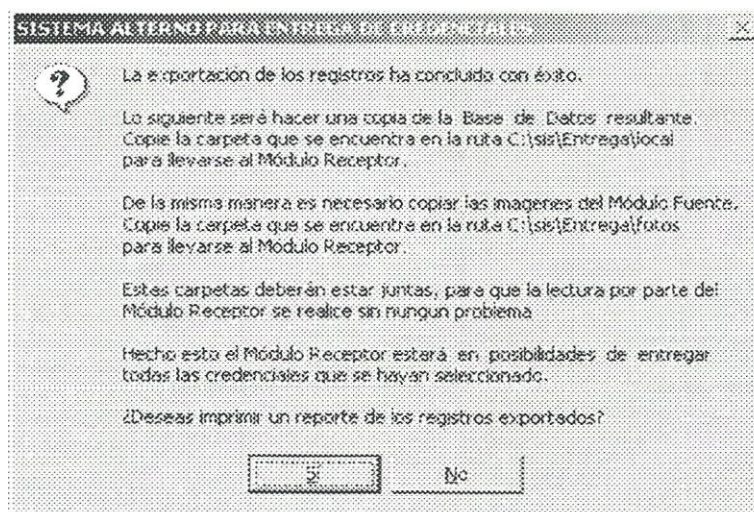 SISTEMA ALTERNO PARA ENTREGA DE CREDENCIALES
La exportación de los registros ha concluido con éxito.
Lo siguiente será hacer una copia de la Base de Datos resultante.
Copie la carpeta que se encuentra en la ruta C:\sis\Entrega\local
para llevarse al Módulo Receptor.
De la misma manera es necesario copiar las imagenes del Módulo Fuente.
Copie la carpeta que se encuentra en la ruta C:\sis\Entrega\fotos
para llevarse al Módulo Receptor.
Estas carpetas deberán estar juntas, para que la lectura por parte del
Módulo Receptor se realice sin nungun problema
Hecho esto el Módulo Receptor estará en posibilidades de entregar
todas las credenciales que se hayan seleccionado.
¿Deseas imprimir un reporte de los registros exportados?
Sí No